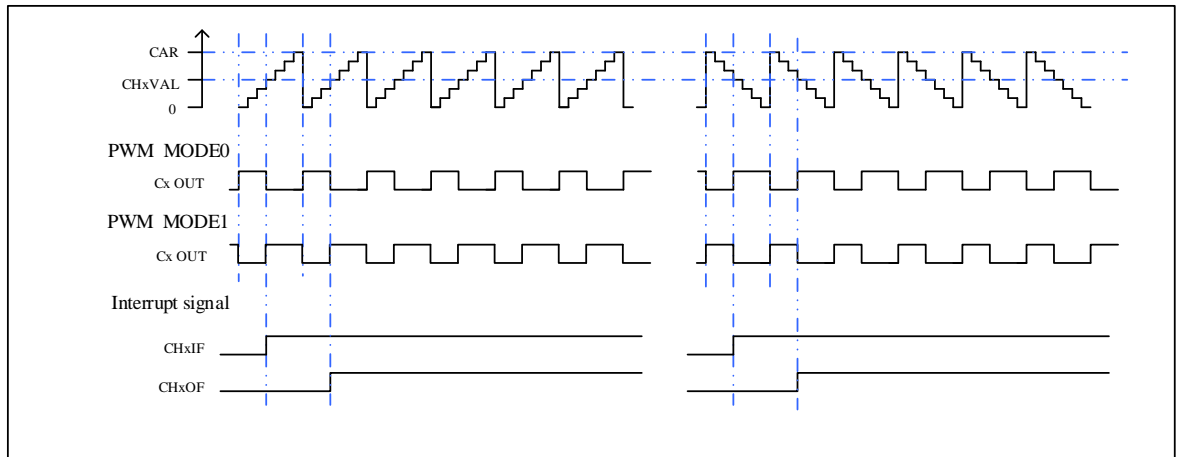 CAR
CHxVAL
0
PWM MODE0
Cx OUT
PWM MODE1
Cx OUT
Interrupt signal
CHxIF
CHxOF